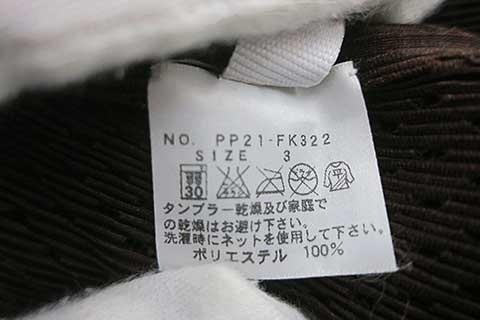 NO. PP21-FK322
SIZE 3
30
タンブラー乾燥及び家庭で
の乾燥はお避け下さい。
洗濯時にネットを使用して下さい。
ポリエステル 100%